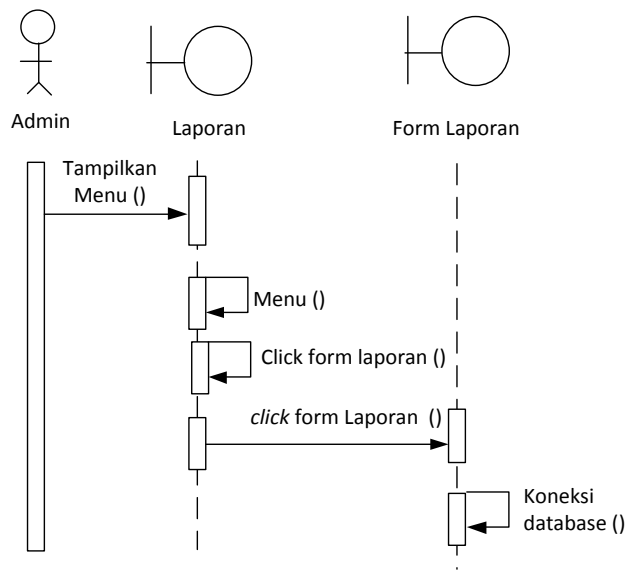 Admin
Laporan
Form Laporan
Tampilkan
Menu ()
Menu ()
Click form laporan ()
click form Laporan  ()
Koneksi
database ()